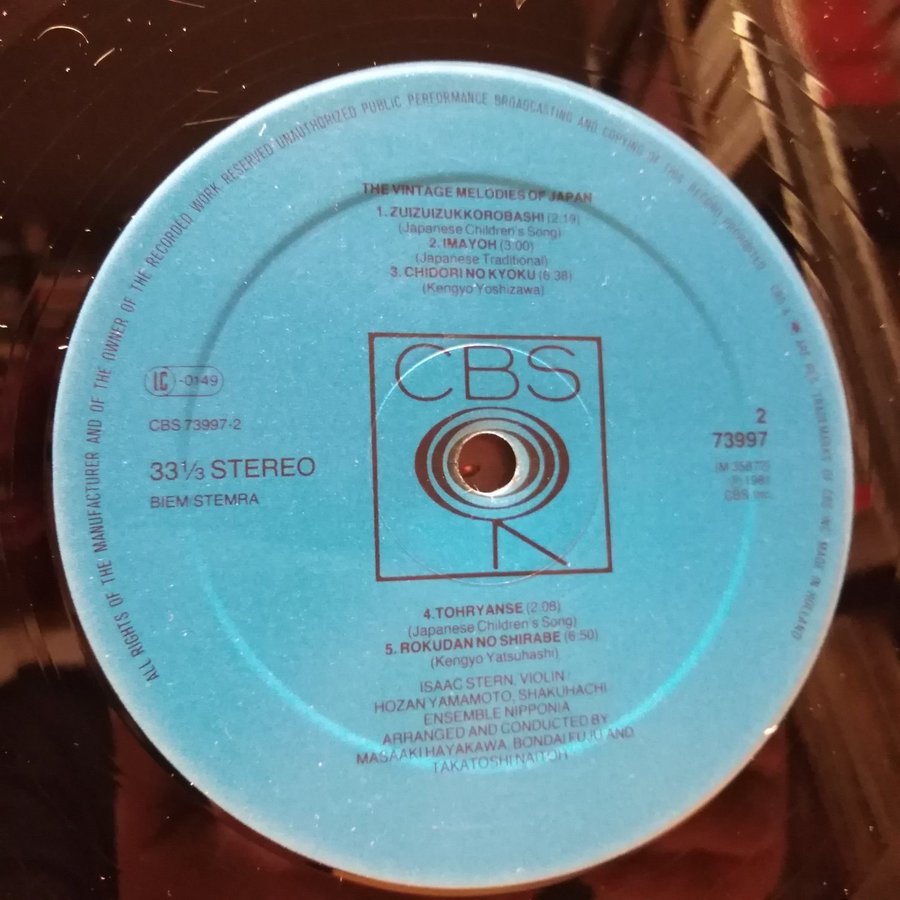 ALL RIGHTS OF THE MANUFACTURER AND OF THE OWNER OF THE RECORDED WORK RESERVED UNAUTHORIZED PUBLIC PERFORMANCE BROADCASTING AND COPYING OF THIS RECORD PROHIBITED
MADE IN HOLLAND
THE VINTAGE MELODIES OF JAPAN
1. ZUIZUIZUKKOROBASHI (2:19)
(Japanese Children's Song)
2. IMAYOH (3:00)
(Japanese Traditional)
3. CHIDORI NO KYOKU (6:38)
(Kengyo Yoshizawa)
CBS
LC -0149
CBS 73997-2
33 1/3 STEREO
BIEM STEMRA
2
73997
℗ 1981
CBS Inc.
4. TOHRYANSE (2:08)
(Japanese Children's Song)
5. ROKUDAN NO SHIRABE (6:50)
(Kengyo Yatsuhashi)
ISAAC STERN, VIOLIN
HOZAN YAMAMOTO, SHAKUHACHI
ENSEMBLE NIPPONIA
ARRANGED AND CONDUCTED BY
MASAAKI HAYAKAWA, BONDAI FUJU AND
TAKATOSHI NAITOH